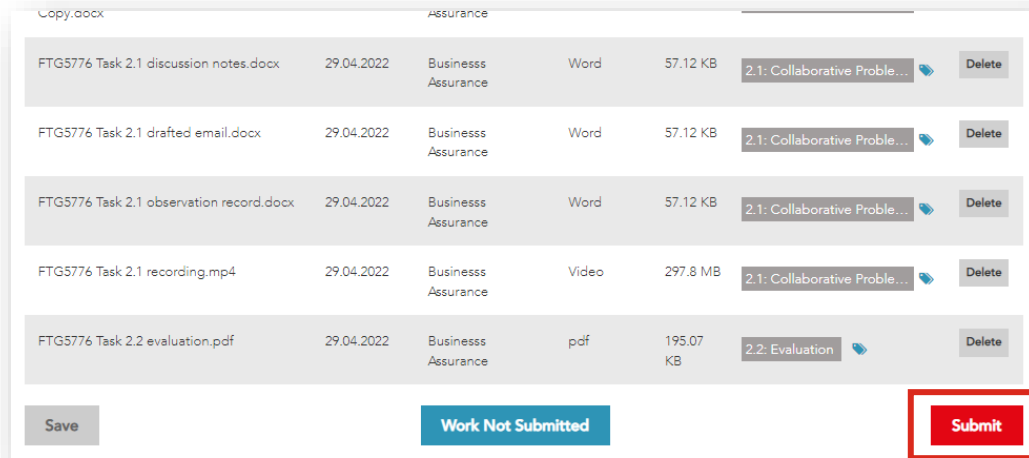 Copy.docx Assurance
FTG5776 Task 2.1 discussion notes.docx 29.04.2022 Businesss Word 57.12 KB 2.1: Collaborative Proble... Delete
Assurance
FTG5776 Task 2.1 drafted email.docx 29.04.2022 Businesss Word 57.12 KB 2.1: Collaborative Proble... Delete
Assurance
FTG5776 Task 2.1 observation record.docx 29.04.2022 Businesss Word 57.12 KB 2.1: Collaborative Proble... Delete
Assurance
FTG5776 Task 2.1 recording.mp4 29.04.2022 Businesss Video 297.8 MB 2.1: Collaborative Proble... Delete
Assurance
FTG5776 Task 2.2 evaluation.pdf 29.04.2022 Businesss pdf 195.07 2.2: Evaluation Delete
Assurance KB
Save Work Not Submitted Submit